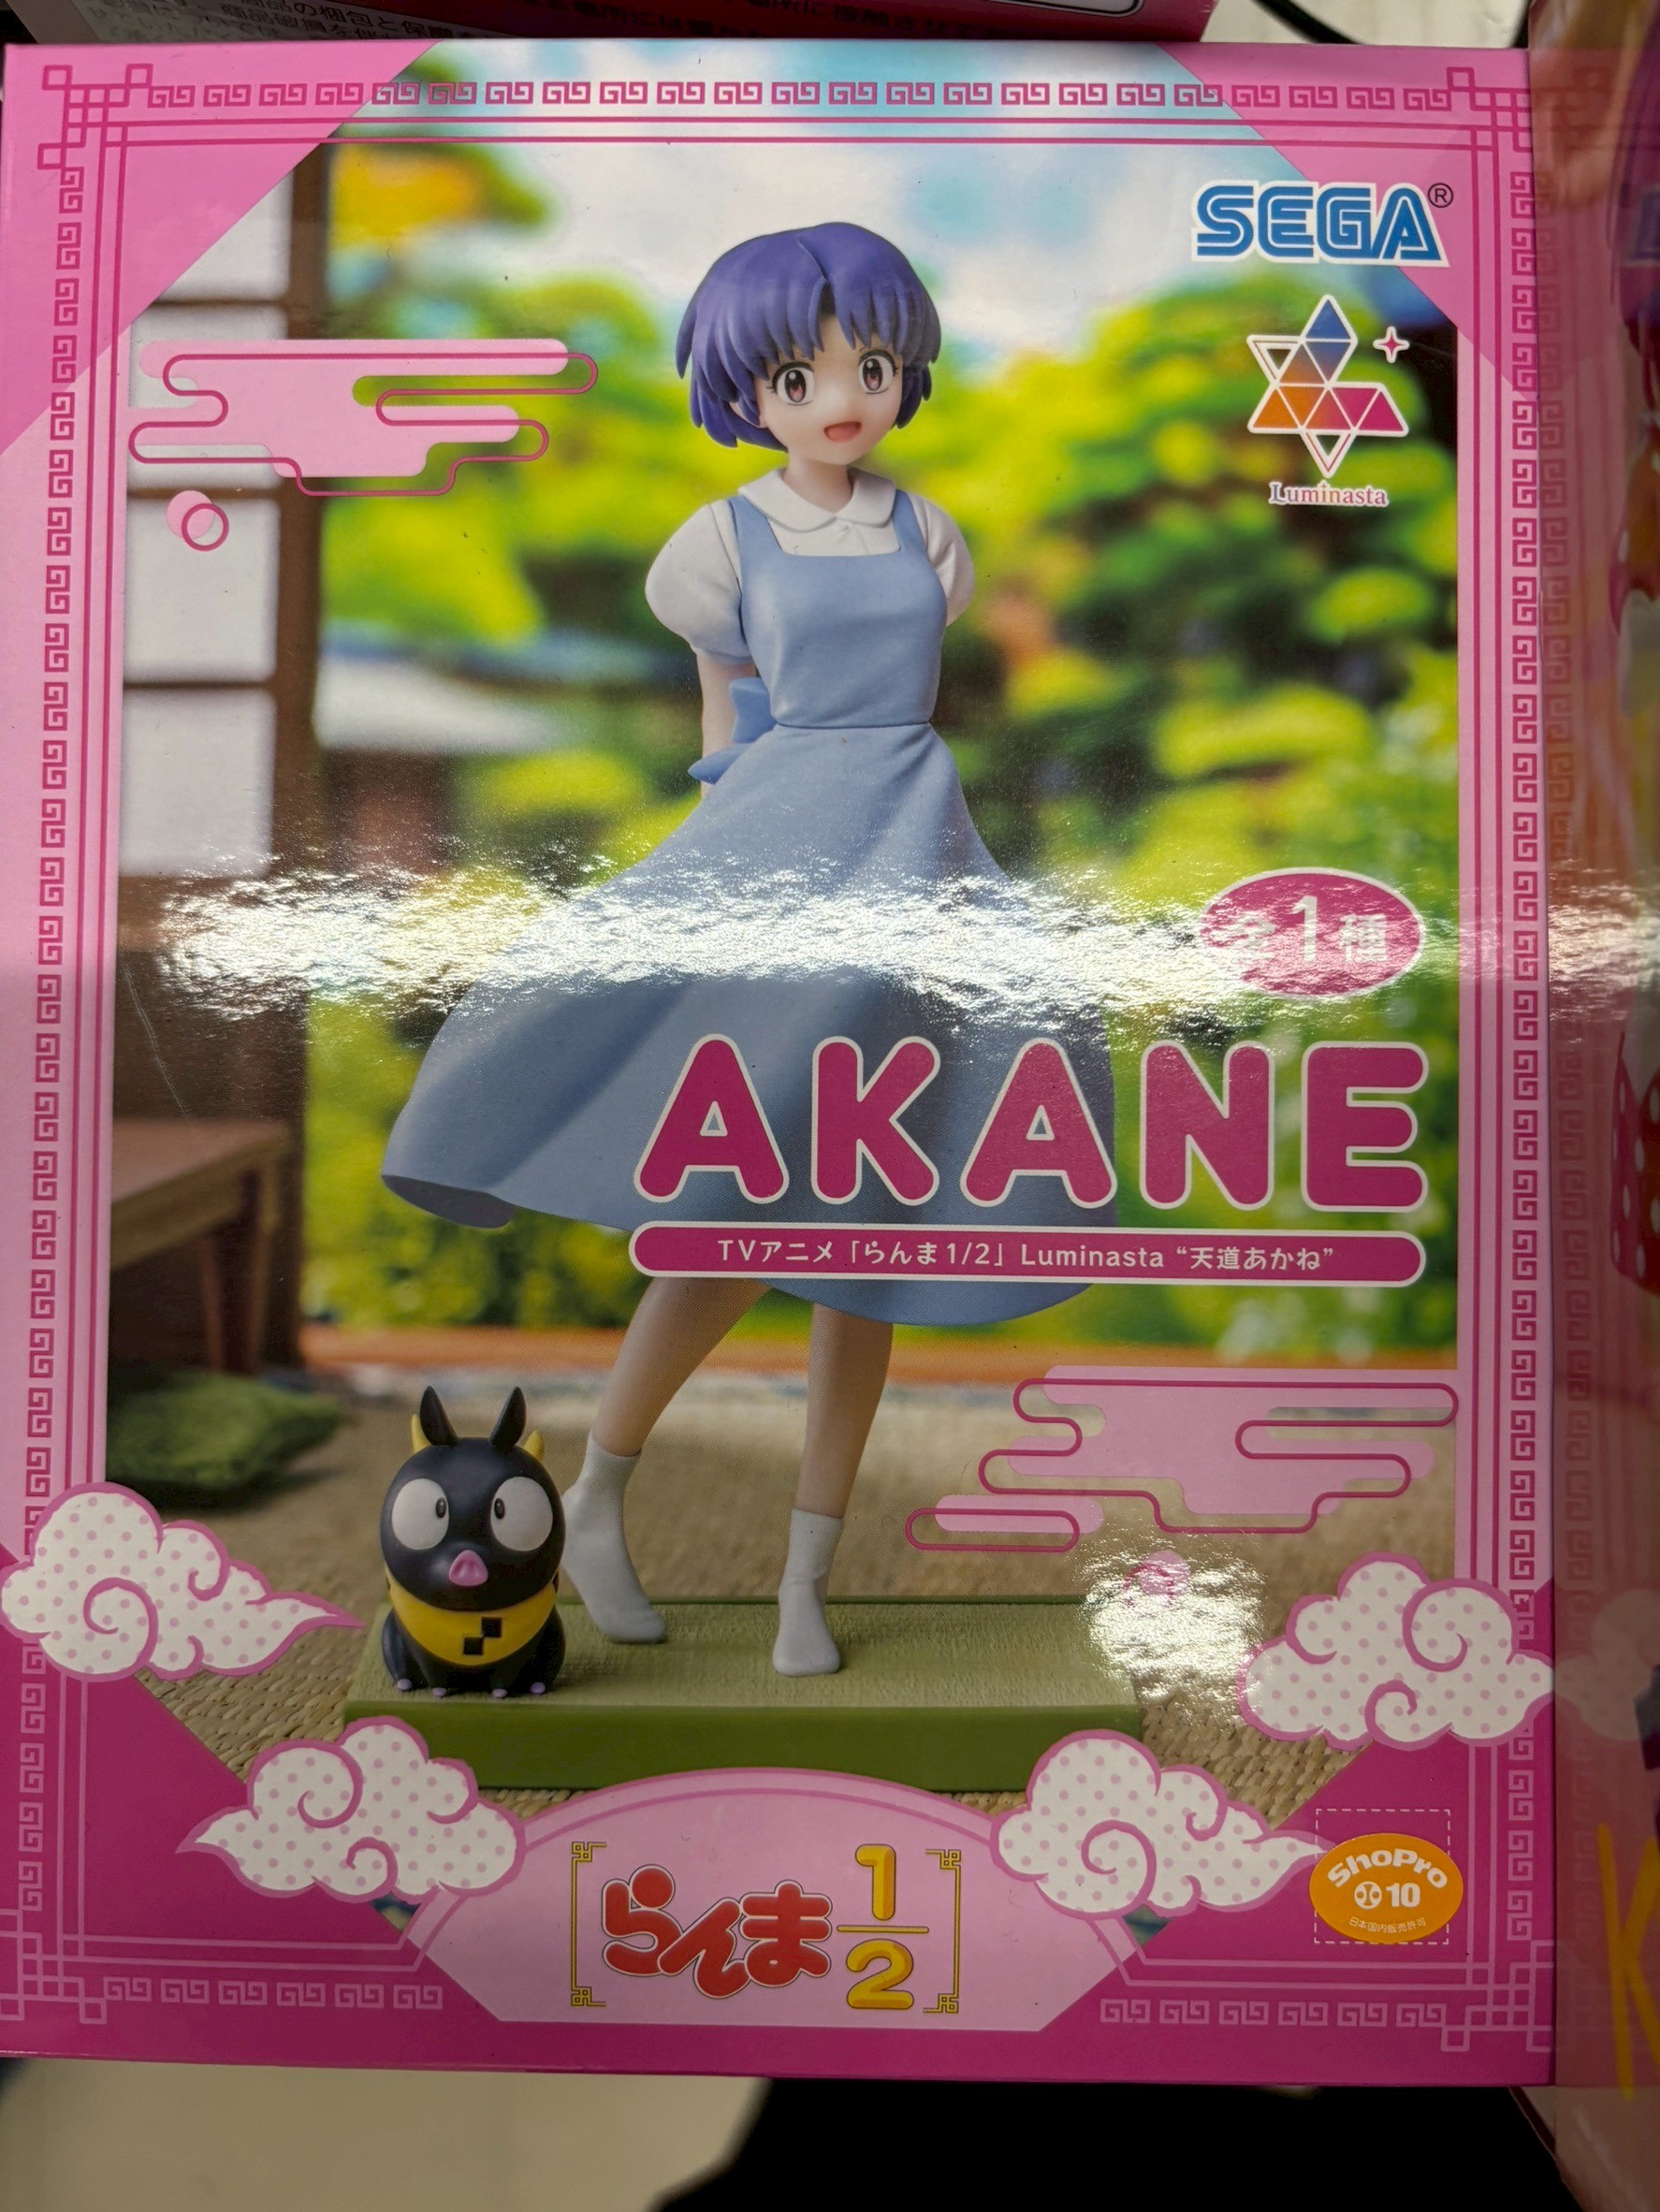 SEGA®
Luminasta
全1種
AKANE
TVアニメ「らんま1/2」Luminasta “天道あかね”
らんま1/2
ShoPro
10
日本国内販売許可